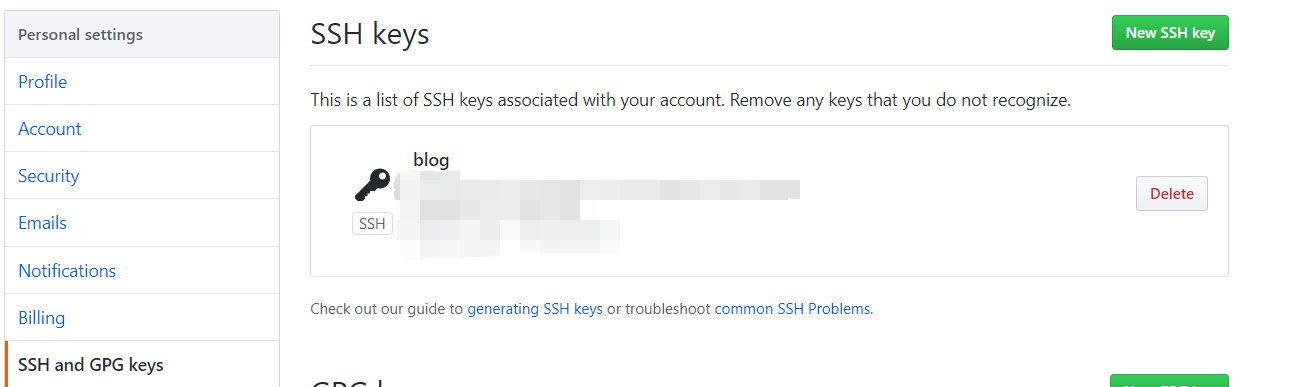 Personal settings
Profile
Account
Security
Emails
Notifications
Billing
SSH and GPG keys
SSH keys
New SSH key
This is a list of SSH keys associated with your account. Remove any keys that you do not recognize.
blog
SSH
Delete
Check out our guide to generating SSH keys or troubleshoot common SSH Problems.